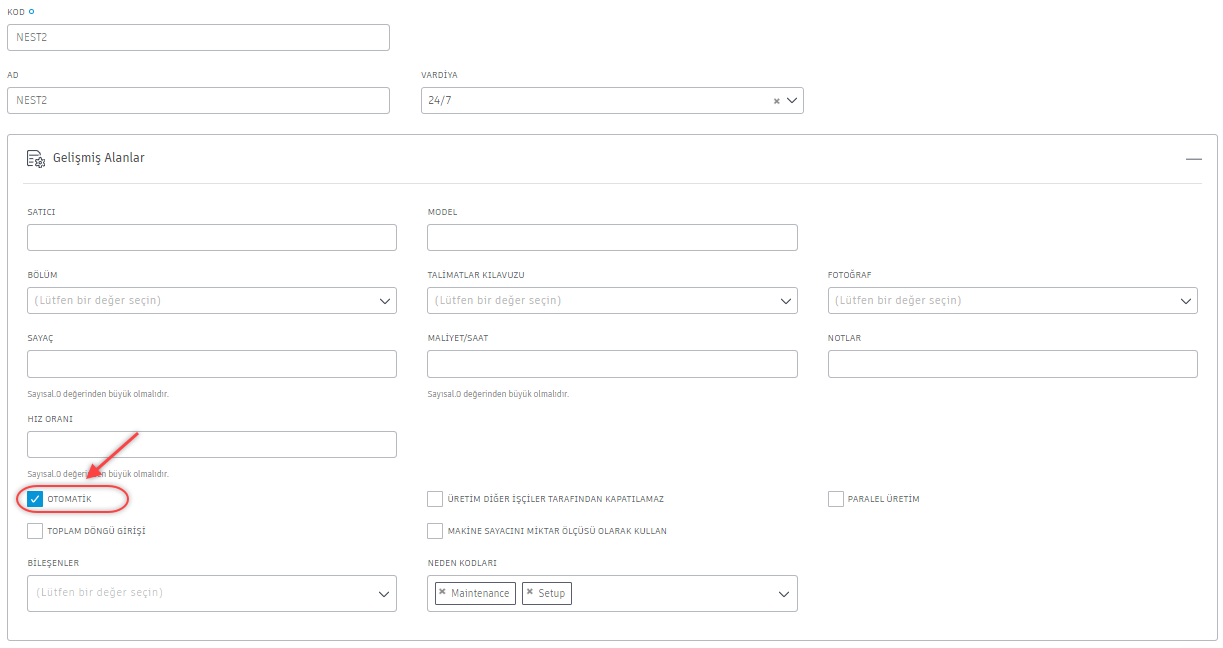 KOD
NEST2
AD
VARDİYA
NEST2
24/7
Gelişmiş Alanlar
SATICI
MODEL
BÖLÜM
TALİMATLAR KILAVUZU
FOTOĞRAF
(Lütfen bir değer seçin)
(Lütfen bir değer seçin)
(Lütfen bir değer seçin)
SAYAÇ
MALİYET/SAAT
NOTLAR
Sayısal.0 değerinden büyük olmalıdır.
Sayısal.0 değerinden büyük olmalıdır.
HIZ ORANI
Sayısal.0 değerinden büyük olmalıdır.
OTOMATİK
ÜRETİM DİĞER İŞÇİLER TARAFINDAN KAPATILAMAZ
PARALEL ÜRETİM
TOPLAM DÖNGÜ GİRİŞİ
MAKİNE SAYACINI MİKTAR ÖLÇÜSÜ OLARAK KULLAN
BİLEŞENLER
NEDEN KODLARI
(Lütfen bir değer seçin)
Maintenance
Setup